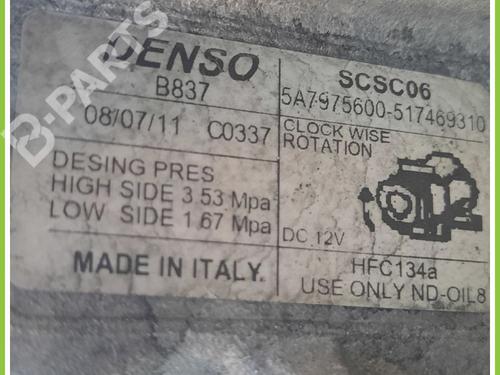 DENSO
B837
08/07/11 C0337
DESING PRES
HIGH SIDE 3.53 Mpa
LOW SIDE 1.67 Mpa
MADE IN ITALY.
SCSC06
5A7975600-517469310
CLOCK WISE
ROTATION
DC 12V
HFC134a
USE ONLY ND-OIL8
B-PARTS